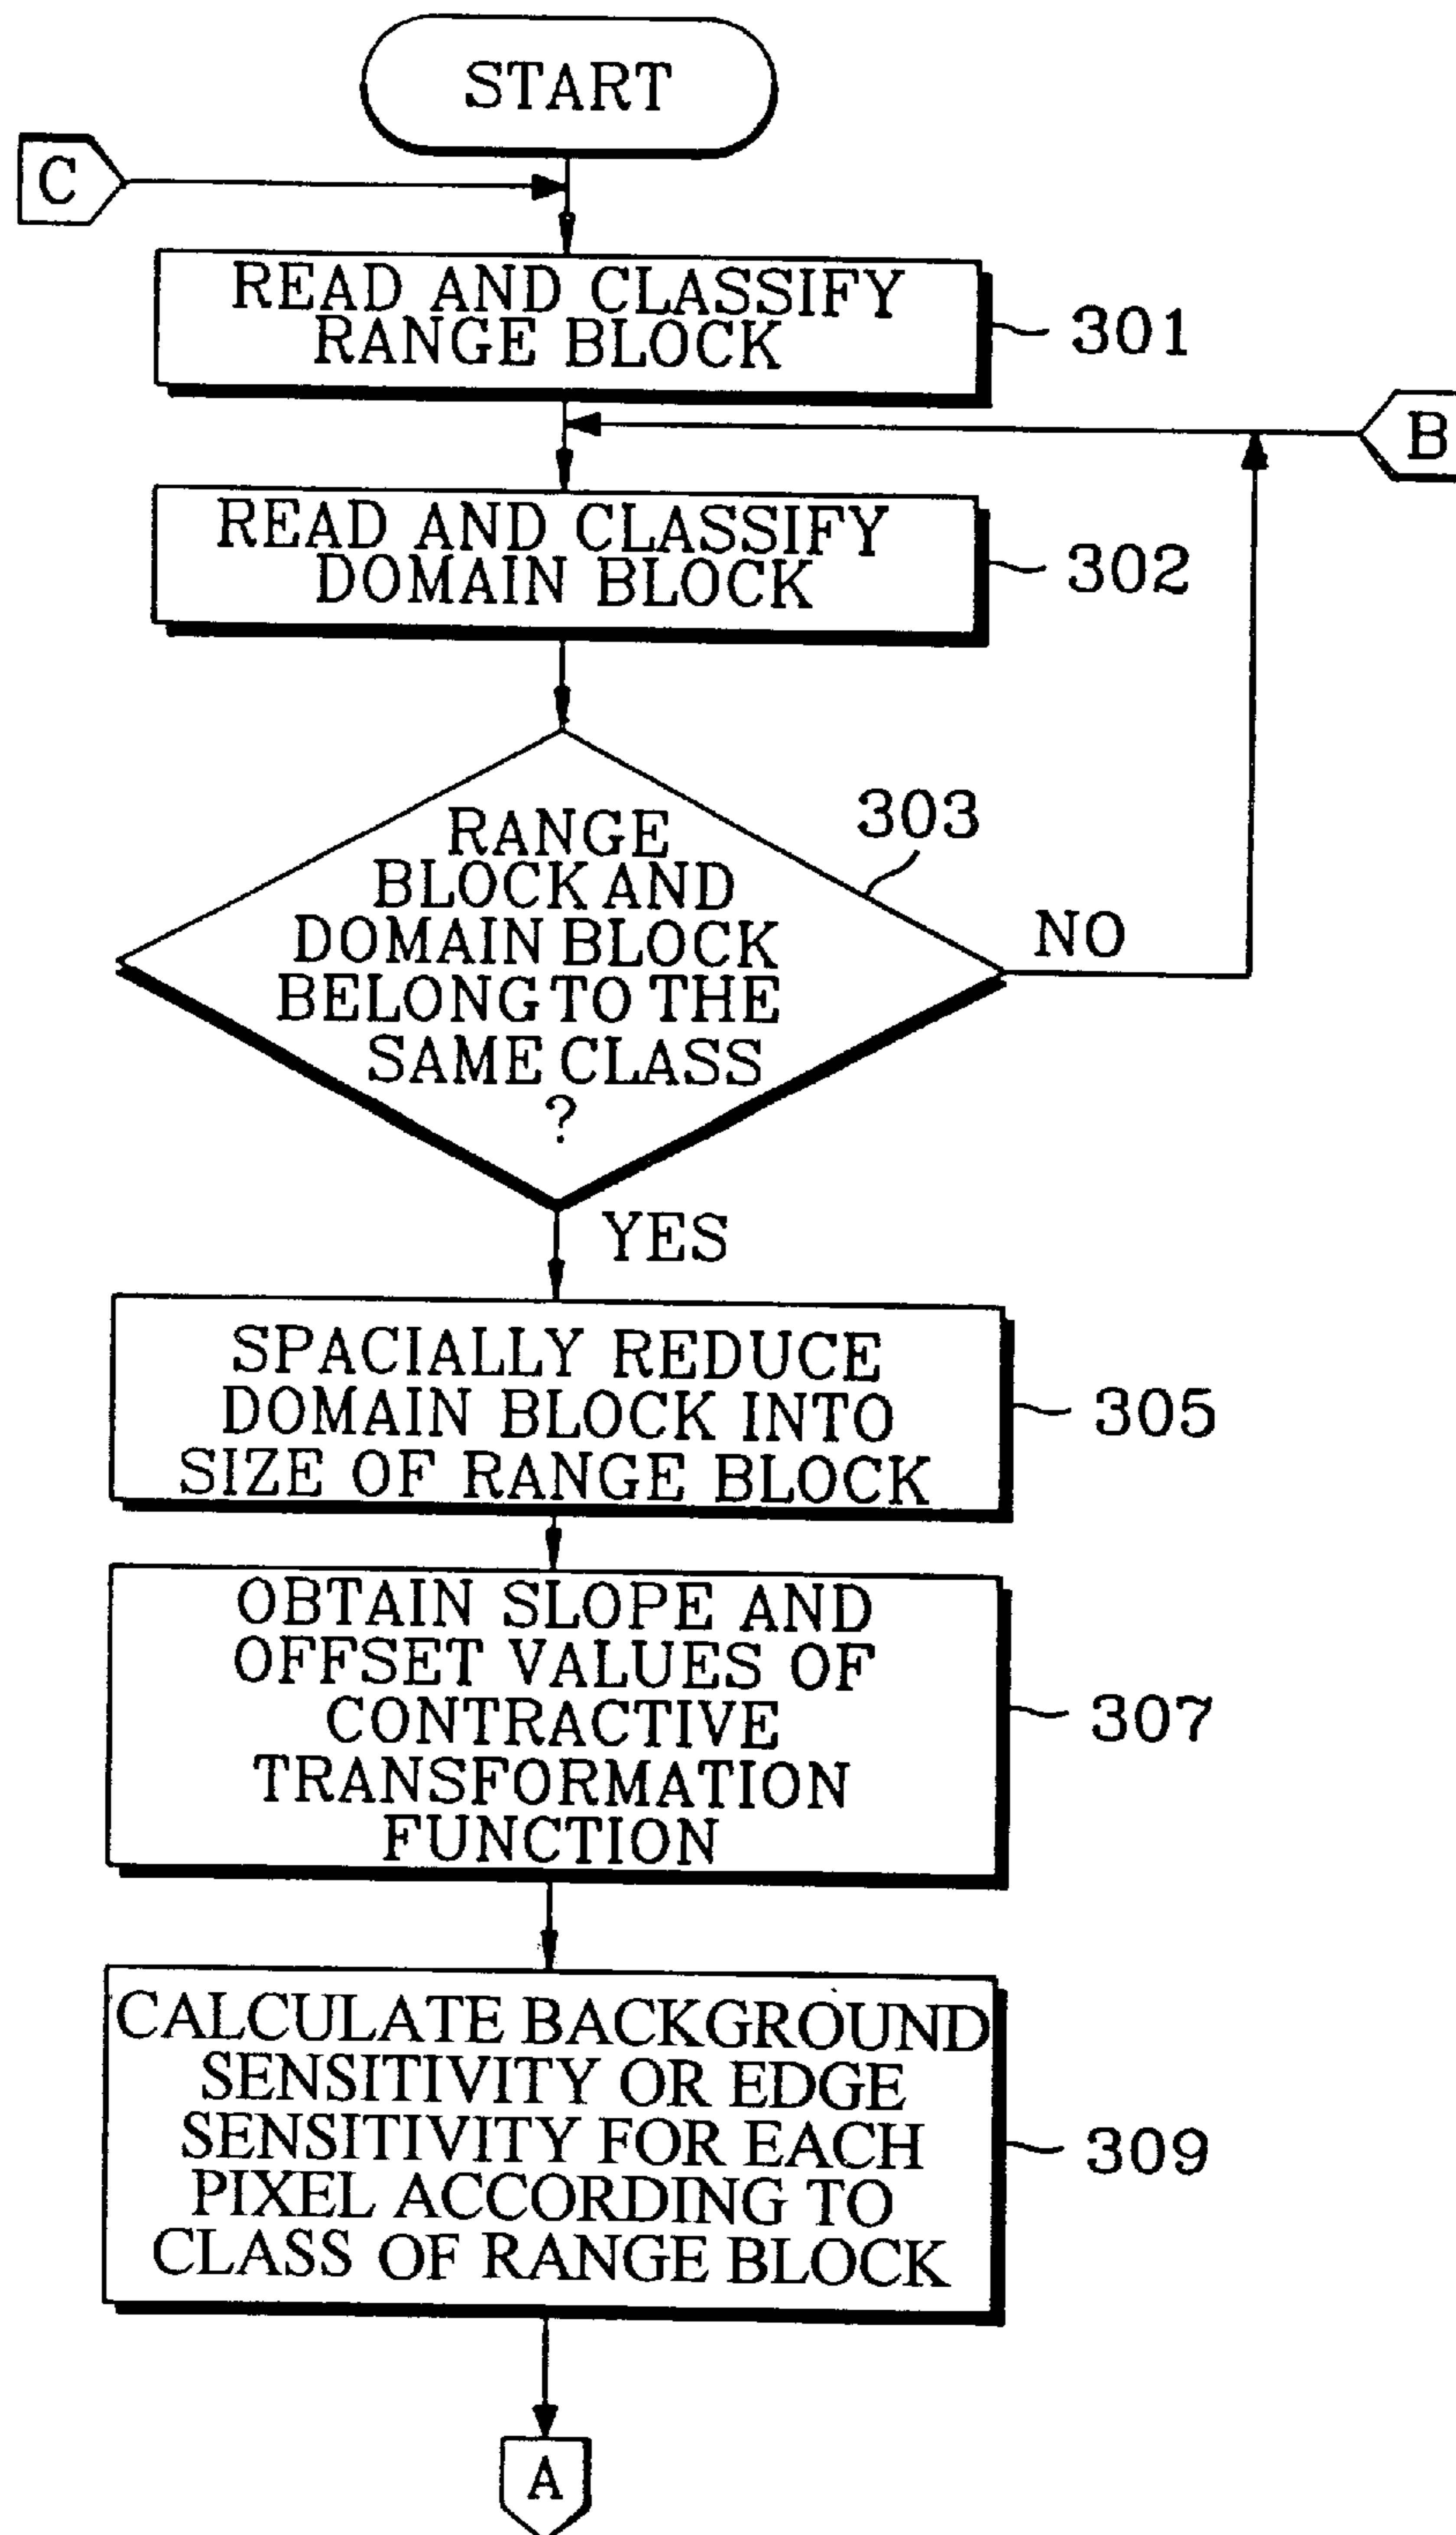 START
C
READ AND CLASSIFY
RANGE BLOCK
301
B
READ AND CLASSIFY
DOMAIN BLOCK
302
RANGE
BLOCK AND
DOMAIN BLOCK
BELONG TO THE
SAME CLASS
?
303
NO
YES
SPACIALLY REDUCE
DOMAIN BLOCK INTO
SIZE OF RANGE BLOCK
305
OBTAIN SLOPE AND
OFFSET VALUES OF
CONTRACTIVE
TRANSFORMATION
FUNCTION
307
CALCULATE BACKGROUND
SENSITIVITY OR EDGE
SENSITIVITY FOR EACH
PIXEL ACCORDING TO
CLASS OF RANGE BLOCK
309
A